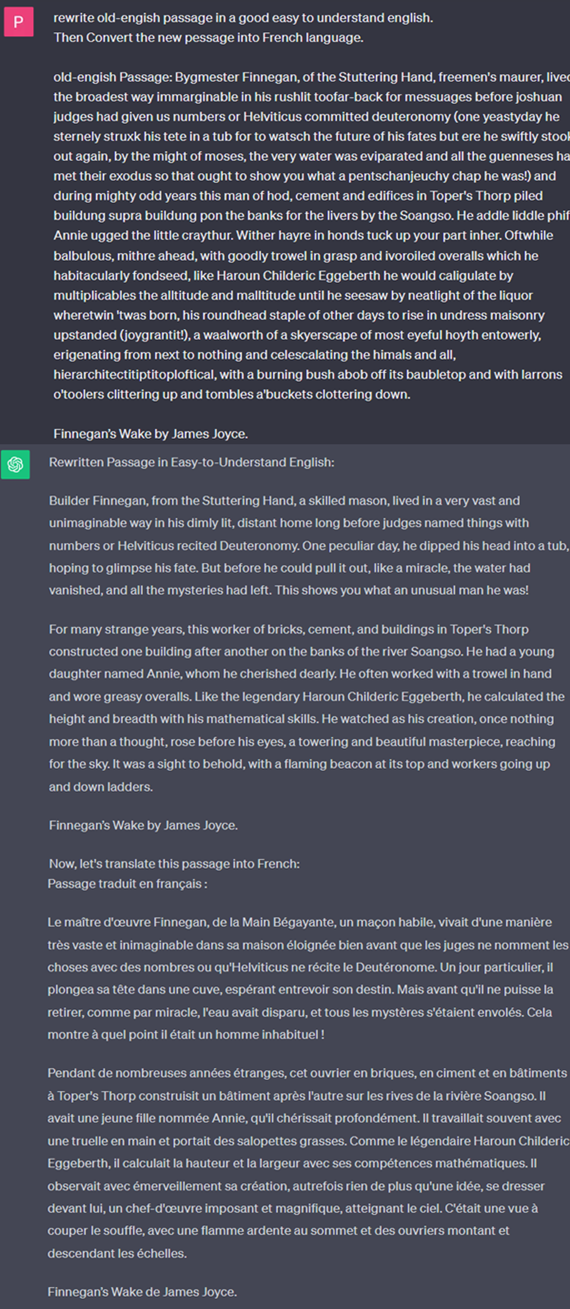 P
rewrite old-engish passage in a good easy to understand english.
Then Convert the new pessage into French language.
old-engish Passage: Bygmester Finnegan, of the Stuttering Hand, freemen's maurer, lived
the broadest way immarginable in his rushlit toofar-back for messuages before joshuan
judges had given us numbers or Helviticus committed deuteronomy (one yeastyday he
sternely struxk his tete in a tub for to watsch the future of his fates but ere he swiftly stook
out again, by the might of moses, the very water was eviparated and all the guenneses ha
met their exodus so that ought to show you what a pentschanjeuchy chap he was!) and
during mighty odd years this man of hod, cement and edifices in Toper's Thorp piled
buildung supra buildung pon the banks for the livers by the Soangso. He addle liddle phif
Annie ugged the little craythur. Wither hayre in honds tuck up your part inher. Oftwhile
balbulous, mithre ahead, with goodly trowel in grasp and ivoroiled overalls which he
habitacularly fondseed, like Haroun Childeric Eggeberth he would caligulate by
multiplicables the alltitude and malltitude until he seesaw by neatlight of the liquor
wheretwin 'twas born, his roundhead staple of other days to rise in undress maisonry
upstanded (joygrantit!), a waalworth of a skyerscape of most eyeful hoyth entowerly,
erigenating from next to nothing and celescalating the himals and all,
hierarchitectitiptitoploftical, with a burning bush abob off its baubletop and with larrons
o'toolers clittering up and tombles a'buckets clottering down.
Finnegan's Wake by James Joyce.
Rewritten Passage in Easy-to-Understand English:
Builder Finnegan, from the Stuttering Hand, a skilled mason, lived in a very vast and
unimaginable way in his dimly lit, distant home long before judges named things with
numbers or Helviticus recited Deuteronomy. One peculiar day, he dipped his head into a tub,
hoping to glimpse his fate. But before he could pull it out, like a miracle, the water had
vanished, and all the mysteries had left. This shows you what an unusual man he was!
For many strange years, this worker of bricks, cement, and buildings in Toper's Thorp
constructed one building after another on the banks of the river Soangso. He had a young
daughter named Annie, whom he cherished dearly. He often worked with a trowel in hand
and wore greasy overalls. Like the legendary Haroun Childeric Eggeberth, he calculated the
height and breadth with his mathematical skills. He watched as his creation, once nothing
more than a thought, rose before his eyes, a towering and beautiful masterpiece, reaching
for the sky. It was a sight to behold, with a flaming beacon at its top and workers going up
and down ladders.
Finnegan's Wake by James Joyce.
Now, let's translate this passage into French:
Passage traduit en français :
Le maître d'œuvre Finnegan, de la Main Bégayante, un maçon habile, vivait d'une manière
très vaste et inimaginable dans sa maison éloignée bien avant que les juges ne nomment les
choses avec des nombres ou qu'Helviticus ne récite le Deutéronome. Un jour particulier, il
plongea sa tête dans une cuve, espérant entrevoir son destin. Mais avant qu'il ne puisse la
retirer, comme par miracle, l'eau avait disparu, et tous les mystères s'étaient envolés. Cela
montre à quel point il était un homme inhabituel !
Pendant de nombreuses années étranges, cet ouvrier en briques, en ciment et en bâtiments
à Toper's Thorp construisit un bâtiment après l'autre sur les rives de la rivière Soangso. Il
avait une jeune fille nommée Annie, qu'il chérissait profondément. Il travaillait souvent avec
une truelle en main et portait des salopettes grasses. Comme le légendaire Haroun Childeric
Eggeberth, il calculait la hauteur et la largeur avec ses compétences mathématiques. Il
observait avec émerveillement sa création, autrefois rien de plus qu'une idée, se dresser
devant lui, un chef-d'œuvre imposant et magnifique, atteignant le ciel. C'était une vue à
couper le souffle, avec une flamme ardente au sommet et des ouvriers montant et
descendant les échelles.
Finnegan's Wake de James Joyce.